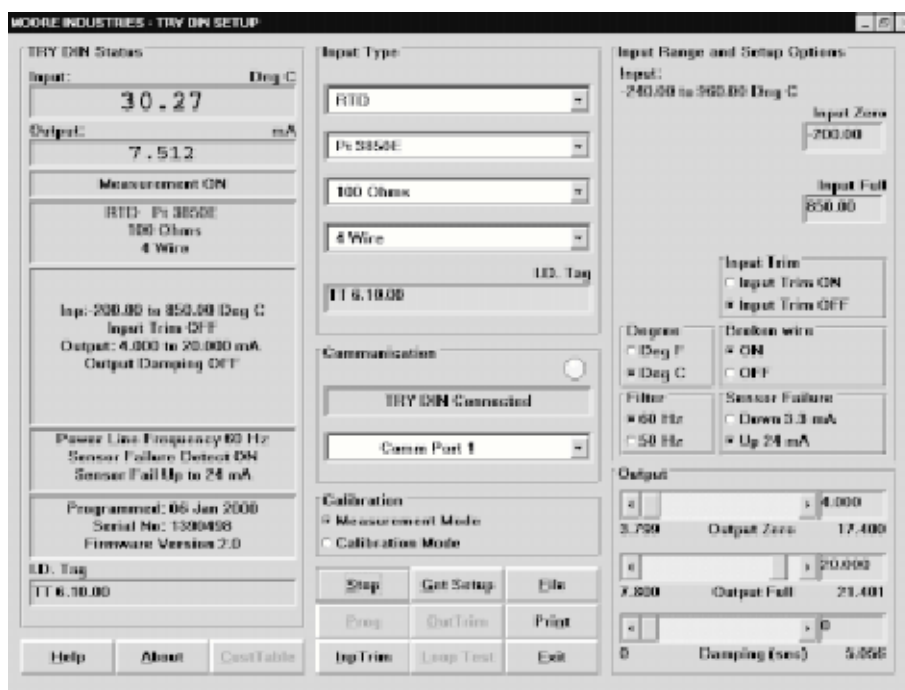 MOORE INDUSTRIES - TRY DIN SETUP
TRY DIN Status
Input: Deg C
30.27
Output: mA
7.512
Measurement ON
RTD Pt 3850E
100 Ohms
4 Wire
Inp:-200.00 to 850.00 Deg C
Input Trim OFF
Output: 4.000 to 20.000 mA
Output Damping OFF
Power Line Frequency 60 Hz
Sensor Failure Detect ON
Sensor Fail Up to 24 mA
Programmed: 06 Jan 2000
Serial No: 1390498
Firmware Version 2.0
I.D. Tag
TT 6.10.00
Help About CustTable
Input Type
RTD
Pt 3850E
100 Ohms
4 Wire
I.D. Tag
TT 6.10.00
Communication
TRY DIN Connected
Comm Port 1
Calibration
Measurement Mode
Calibration Mode
Stop Get Setup File
Prog OutTrim Print
InpTrim Loop Test Exit
Input Range and Setup Options
Input:
-240.00 to 960.00 Deg C
Input Zero
-200.00
Input Full
850.00
Input Trim
Input Trim ON
Input Trim OFF
Degree
Deg F
Deg C
Broken wire
ON
OFF
Filter
60 Hz
50 Hz
Sensor Failure
Down 3.3 mA
Up 24 mA
Output
4.000
3.799 Output Zero 17.400
20.000
7.800 Output Full 21.401
0
0 Damping (sec) 5.056